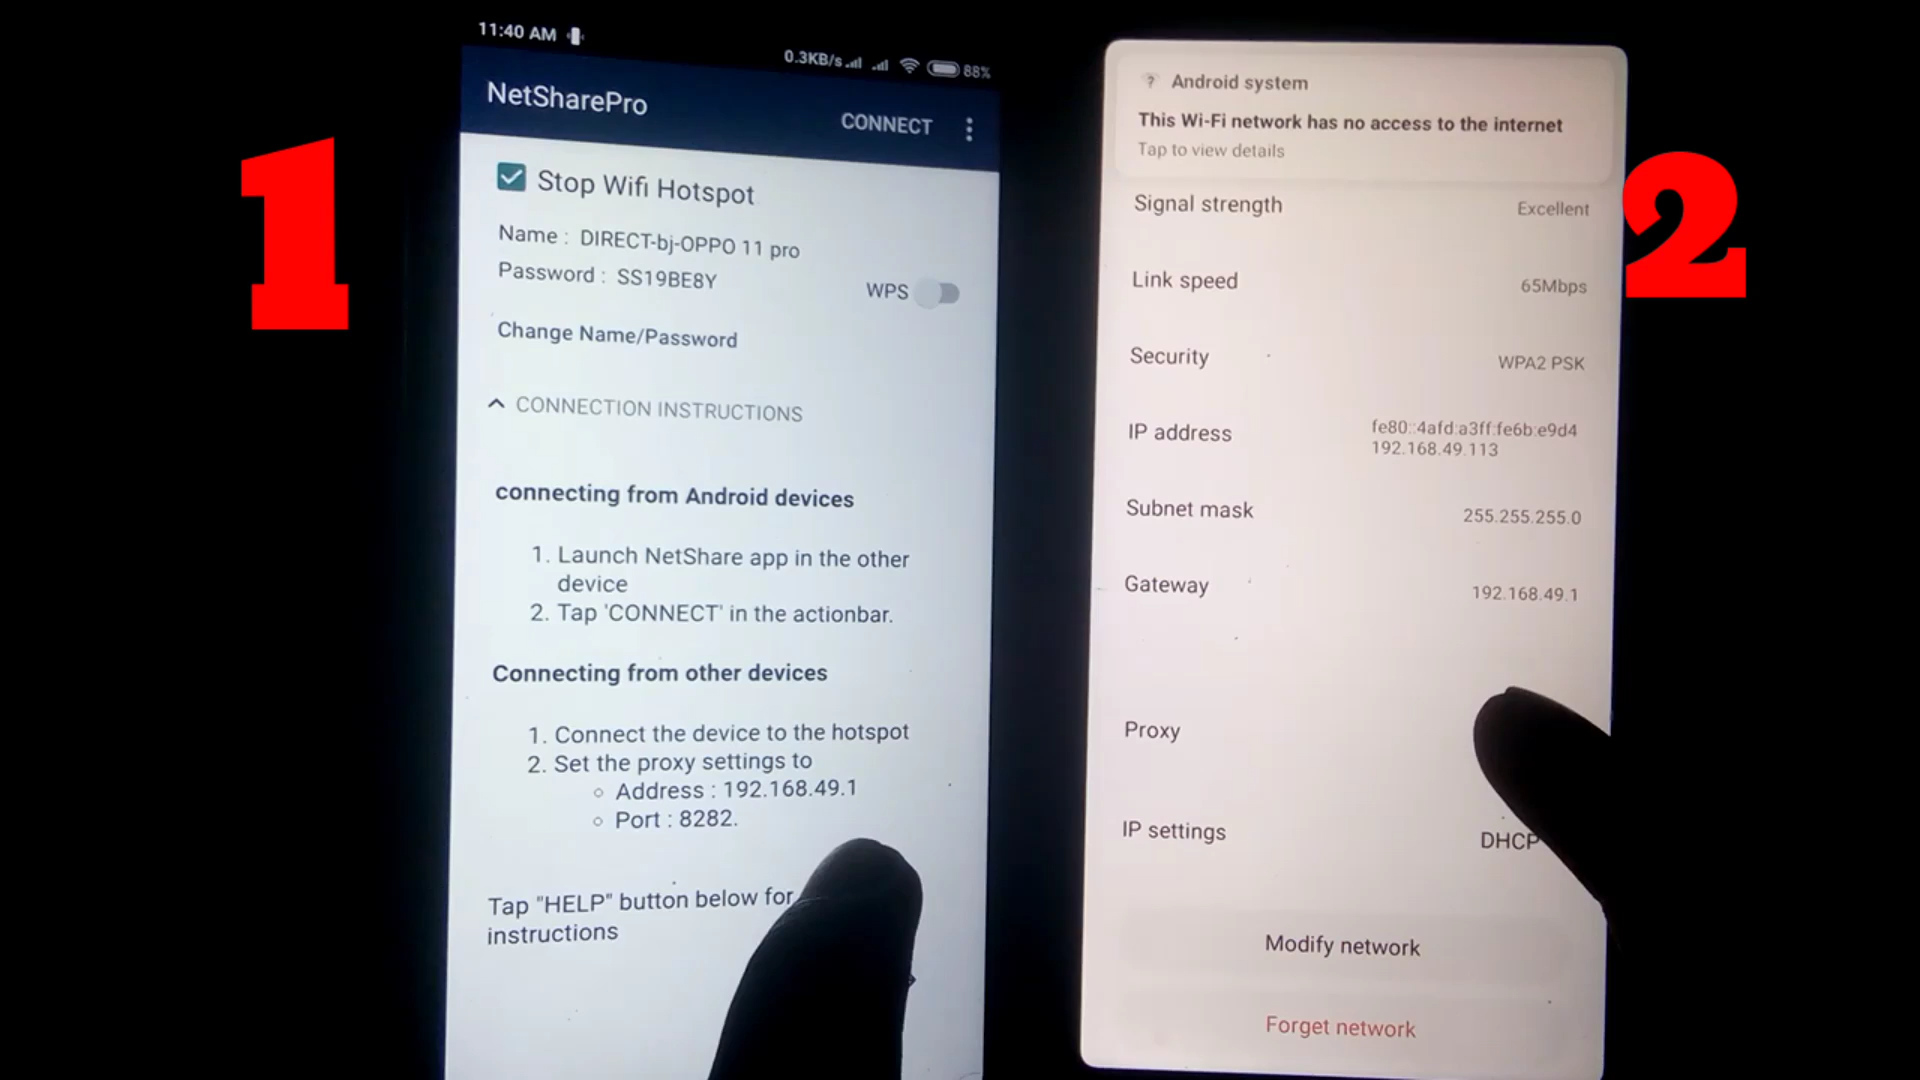 1
11:40 AM
0.3KB/s
88%
NetSharePro
CONNECT
Stop Wifi Hotspot
Name : DIRECT-bj-OPPO 11 pro
Password : SS19BE8Y
WPS
Change Name/Password
CONNECTION INSTRUCTIONS
connecting from Android devices
1. Launch NetShare app in the other
device
2. Tap 'CONNECT' in the actionbar.
Connecting from other devices
1. Connect the device to the hotspot
2. Set the proxy settings to
Address : 192.168.49.1
Port : 8282.
Tap "HELP" button below for
instructions
2
? Android system
This Wi-Fi network has no access to the internet
Tap to view details
Signal strength Excellent
Link speed 65Mbps
Security WPA2 PSK
IP address fe80::4afd:a3ff:fe6b:e9d4
192.168.49.113
Subnet mask 255.255.255.0
Gateway 192.168.49.1
Proxy
IP settings DHCP
Modify network
Forget network